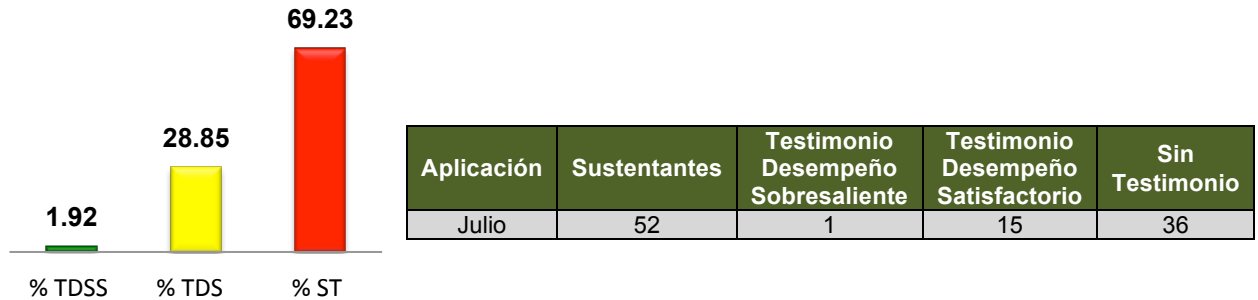 69.23
28.85
1.92
% TDSS % TDS % ST
Aplicación Sustentantes Testimonio Desempeño Sobresaliente Testimonio Desempeño Satisfactorio Sin Testimonio
Julio 52 1 15 36